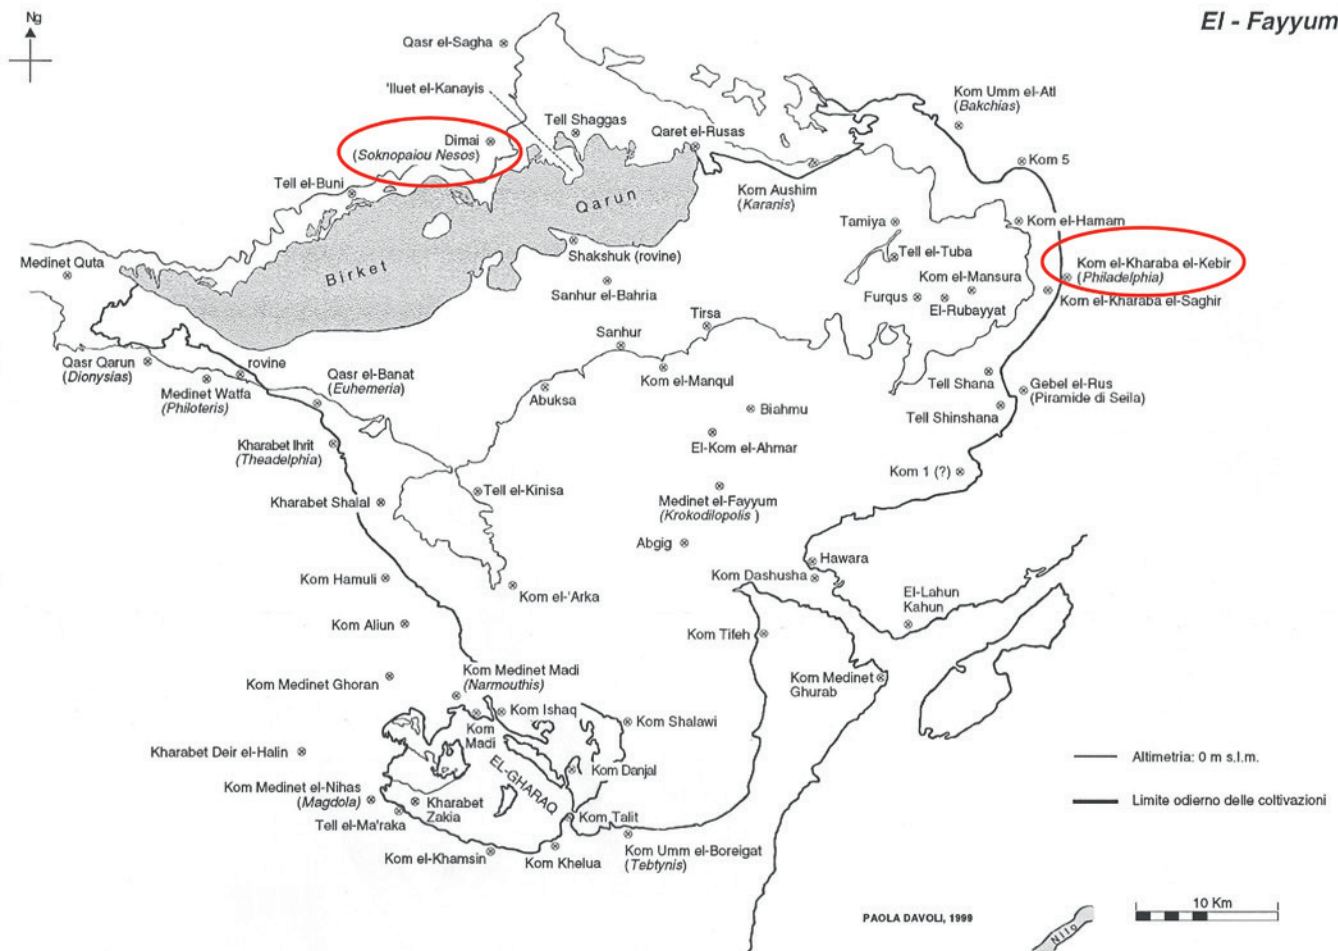 Ng
El - Fayyum
Qasr el-Sagha
'Iluet el-Kanayis
Kom Umm el-Atl
(Bakchias)
Tell Shaggas
Dimai
(Soknopaiou Nesos)
Qaret el-Rusas
Kom 5
Tell el-Buni
Kom Aushim
(Karanis)
Qarun
Tamiya
Kom el-Hamam
Shakshuk (rovine)
Tell el-Tuba
Medinet Quta
Kom el-Kharaba el-Kebir
(Philadelphia)
Birket
Sanhur el-Bahria
Kom el-Mansura
Furqus
El-Rubayyat
Kom el-Kharaba el-Saghir
Tirsa
Sanhur
Qasr Qarun
(Dionysias)
rovine
Medinet Watfa
(Philoteris)
Qasr el-Banat
(Euhemeria)
Kom el-Manqul
Abuksa
Tell Shana
Gebel el-Rus
(Piramide di Seila)
Biahmu
Tell Shinshana
El-Kom el-Ahmar
Kharabet Ihrit
(Theadelphia)
Kom 1 (?)
Tell el-Kinisa
Kharabet Shalal
Medinet el-Fayyum
(Krokodilopolis )
Abgig
Hawara
Kom Hamuli
Kom el-'Arka
Kom Dashusha
El-Lahun
Kahun
Kom Aliun
Kom Tifeh
Kom Medinet Ghoran
Kom Medinet Madi
(Narmouthis)
Kom Medinet
Ghurab
Kom Ishaq
Kom
Madi
Kom Shalawi
Kharabet Deir el-Halin
EL-GHARAQ
Kom Danjal
Altimetria: 0 m s.l.m.
Kom Medinet el-Nihas
(Magdola)
Kharabet
Zakia
Limite odierno delle coltivazioni
Tell el-Ma'raka
Kom Talit
Kom el-Khamsin
Kom Khelua
Kom Umm el-Boreigat
(Tebtynis)
10 Km
PAOLA DAVOLI, 1999
Nilo